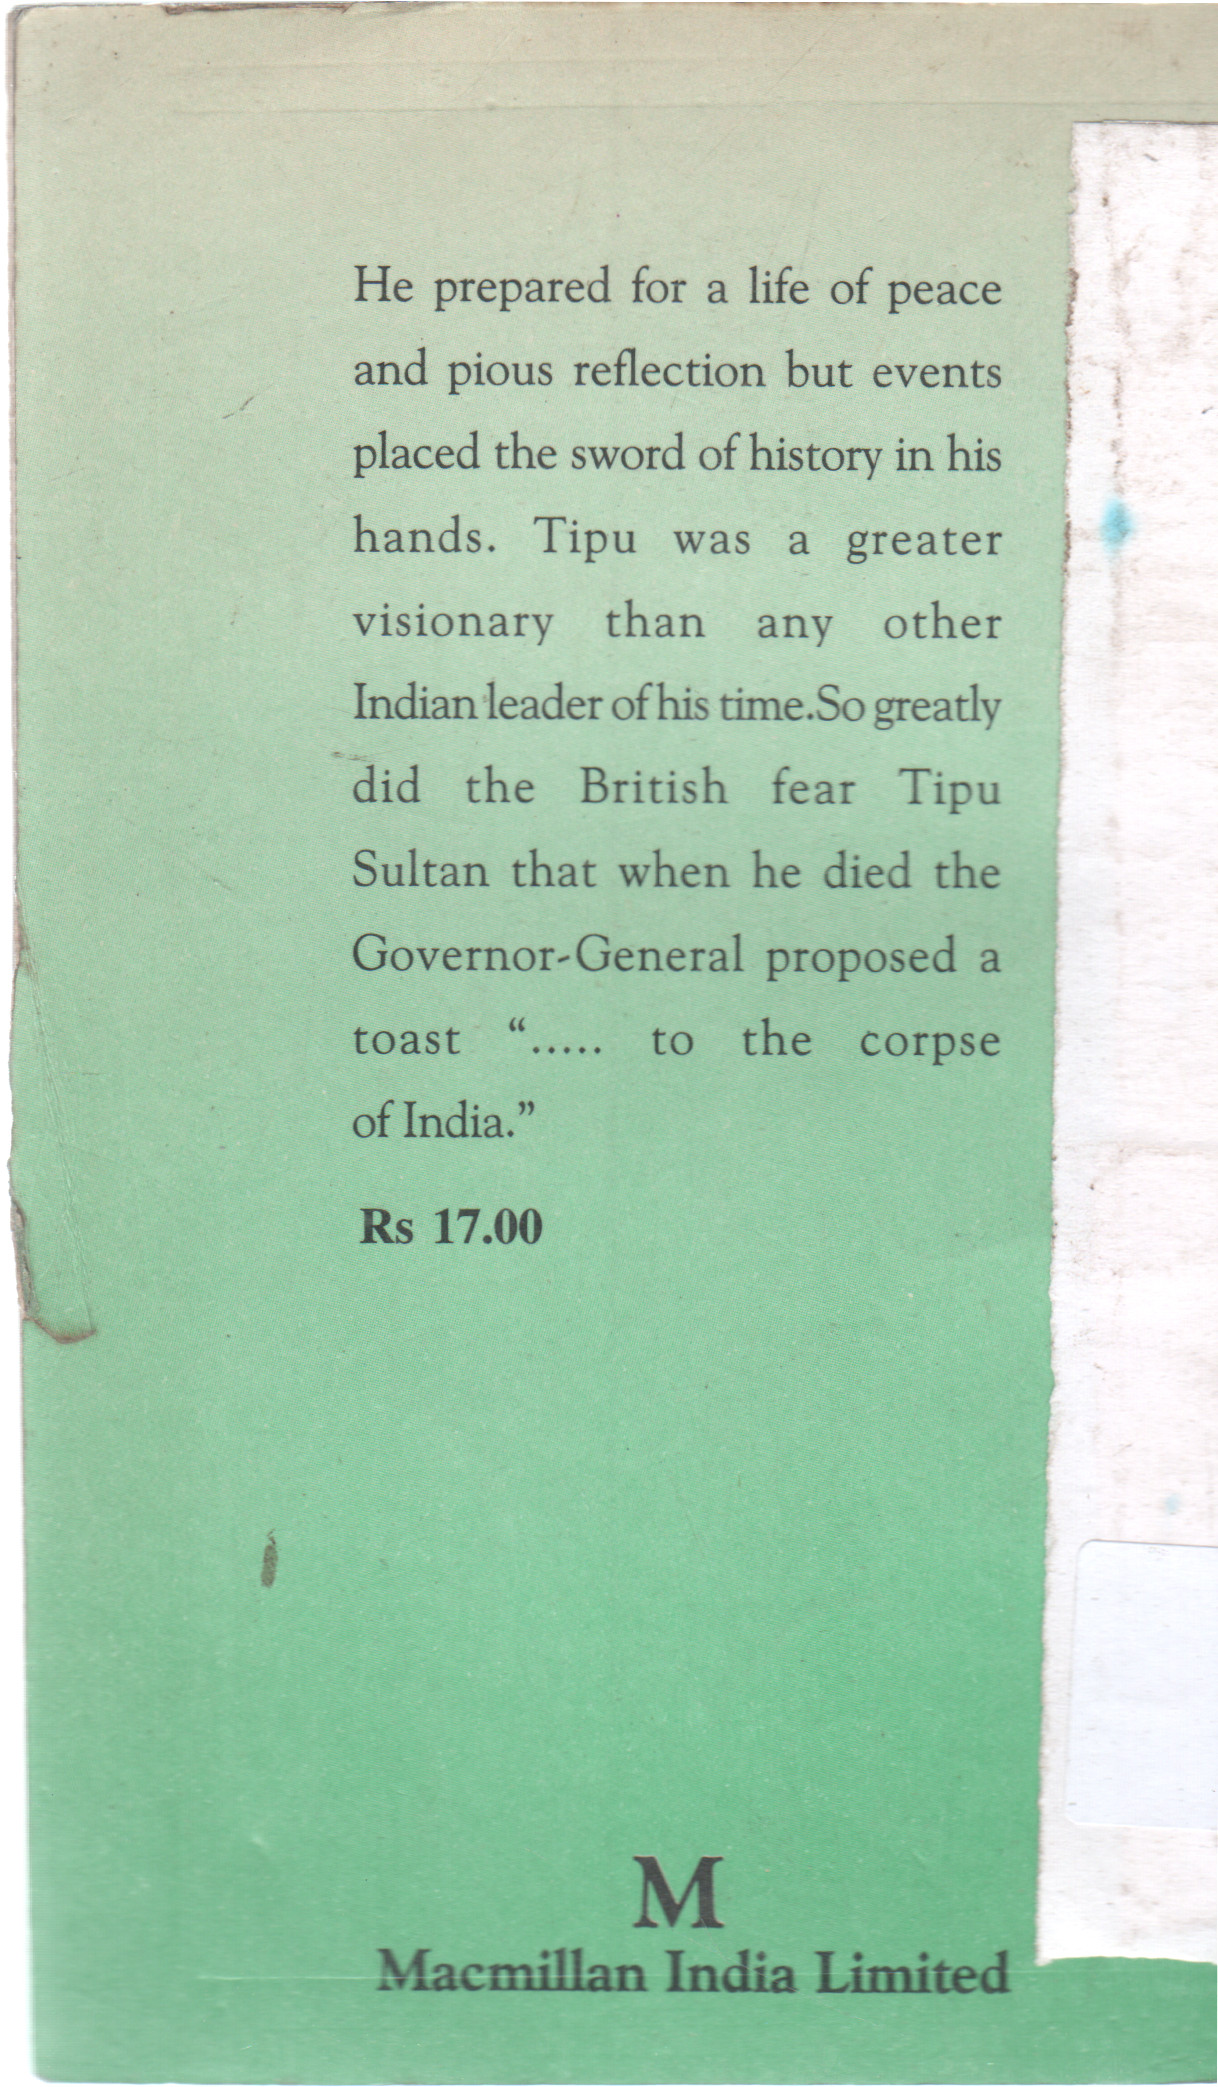 He prepared for a life of peace
and pious reflection but events
placed the sword of history in his
hands. Tipu was a greater
visionary than any other
Indian leader of his time.So greatly
did the British fear Tipu
Sultan that when he died the
Governor-General proposed a
toast “..... to the corpse
of India.”
Rs 17.00
M
Macmillan India Limited